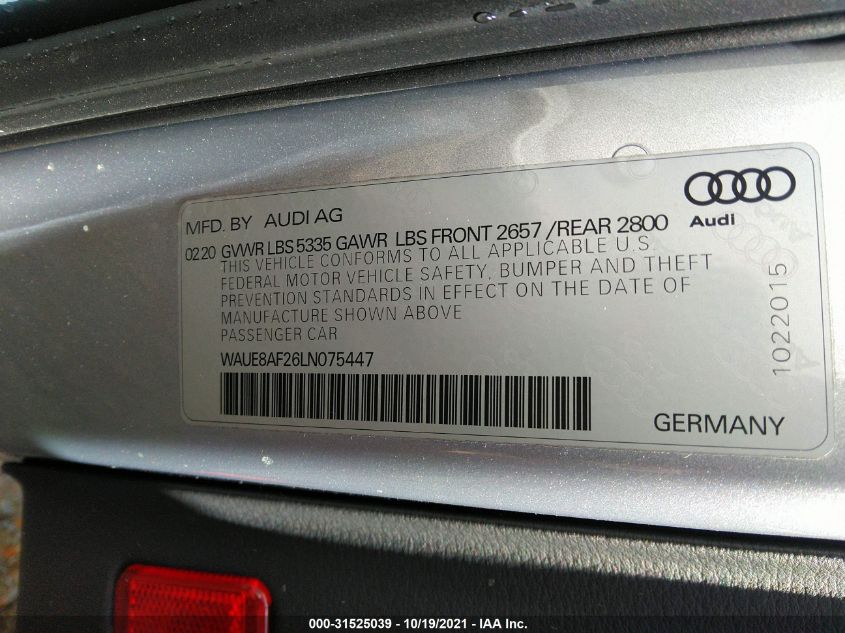 MFD. BY AUDI AG
Audi
02.20 GVWR LBS 5335 GAWR LBS FRONT 2657 / REAR 2800
THIS VEHICLE CONFORMS TO ALL APPLICABLE U.S.
FEDERAL MOTOR VEHICLE SAFETY, BUMPER AND THEFT
PREVENTION STANDARDS IN EFFECT ON THE DATE OF
MANUFACTURE SHOWN ABOVE
PASSENGER CAR
WAUE8AF26LN075447
1022015
GERMANY
000-31525039 - 10/19/2021 - IAA Inc.